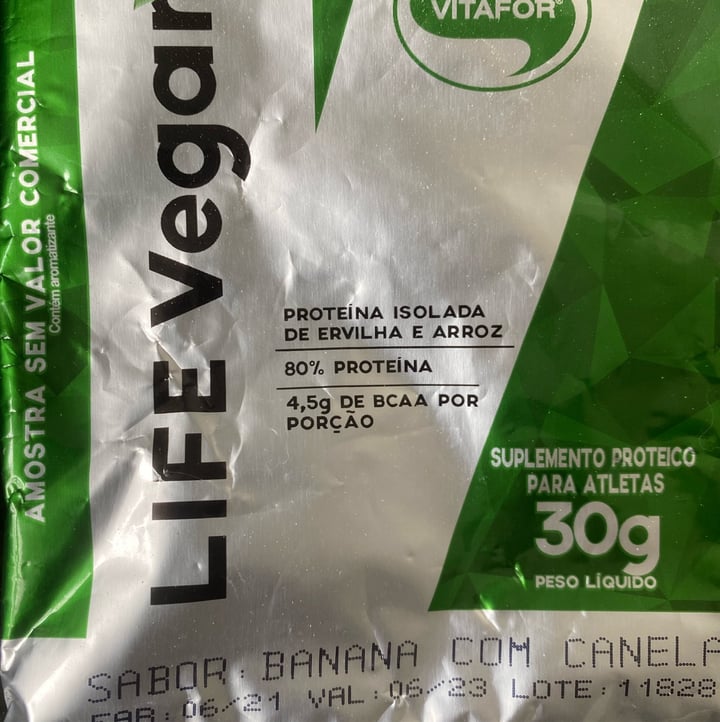 VITAFOR®
AMOSTRA SEM VALOR COMERCIAL
Contém aromatizante
LIFE Vegan
PROTEÍNA ISOLADA
DE ERVILHA E ARROZ
80% PROTEÍNA
4,5g DE BCAA POR
PORÇÃO
SUPLEMENTO PROTEICO
PARA ATLETAS
30g
PESO LÍQUIDO
SABOR: BANANA COM CANELA
FAB: 06/21 VAL: 06/23 LOTE: 11828